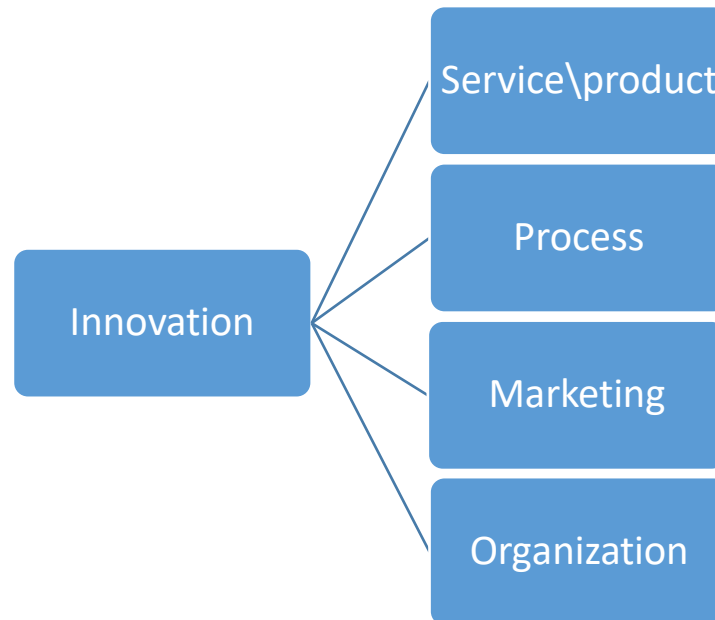 Service\product
Process
Innovation
Marketing
Organization